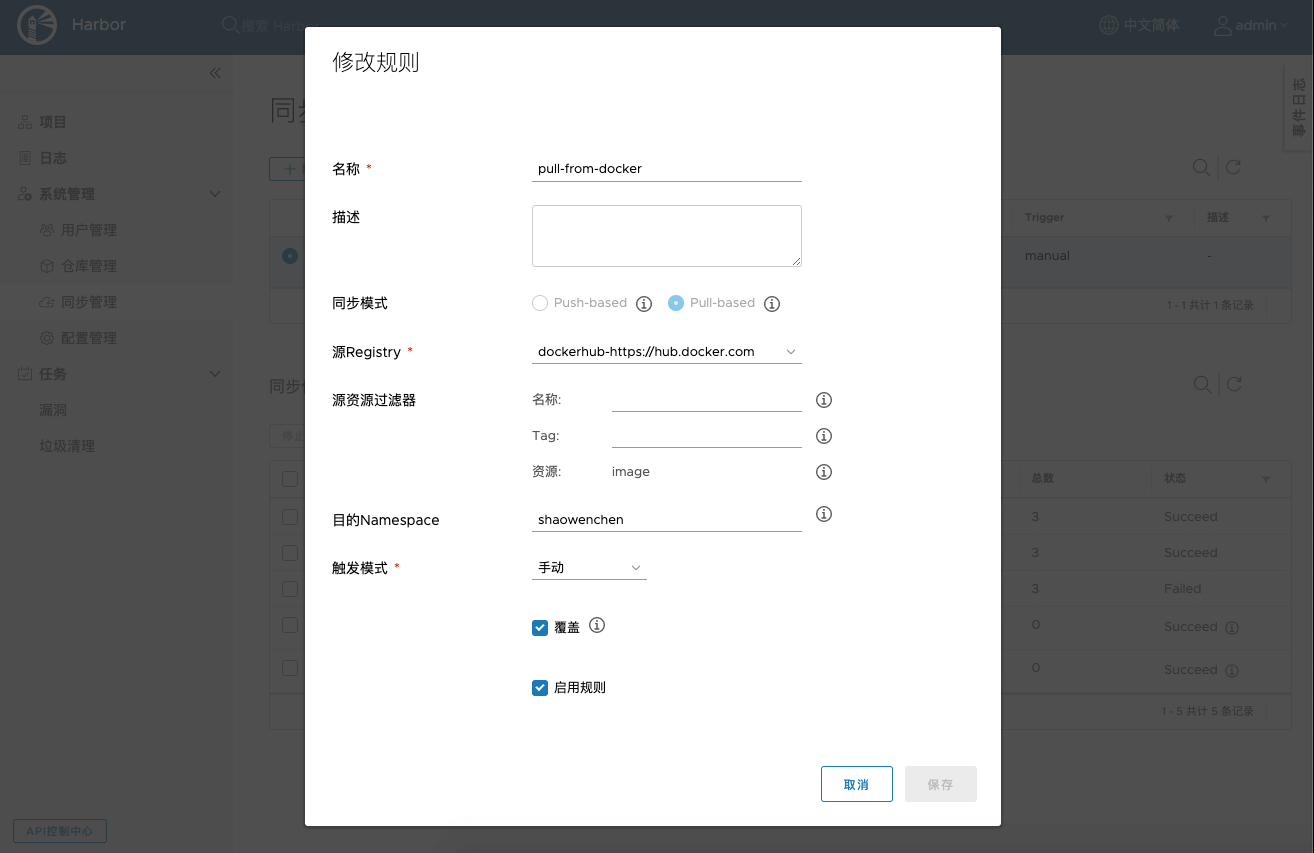 Harbor
搜索 Harbor
中文简体
admin
事件日志
项目
日志
系统管理
用户管理
仓库管理
同步管理
配置管理
任务
漏洞
垃圾清理
API控制中心
Trigger
描述
manual
-
1 - 1 共计 1 条记录
总数
状态
3
Succeed
3
Succeed
3
Failed
0
Succeed
0
Succeed
1 - 5 共计 5 条记录
修改规则
名称 *
pull-from-docker
描述
同步模式
Push-based
Pull-based
源Registry *
dockerhub-https://hub.docker.com
源资源过滤器
名称:
Tag:
资源:
image
目的Namespace
shaowenchen
触发模式 *
手动
覆盖
启用规则
取消
保存